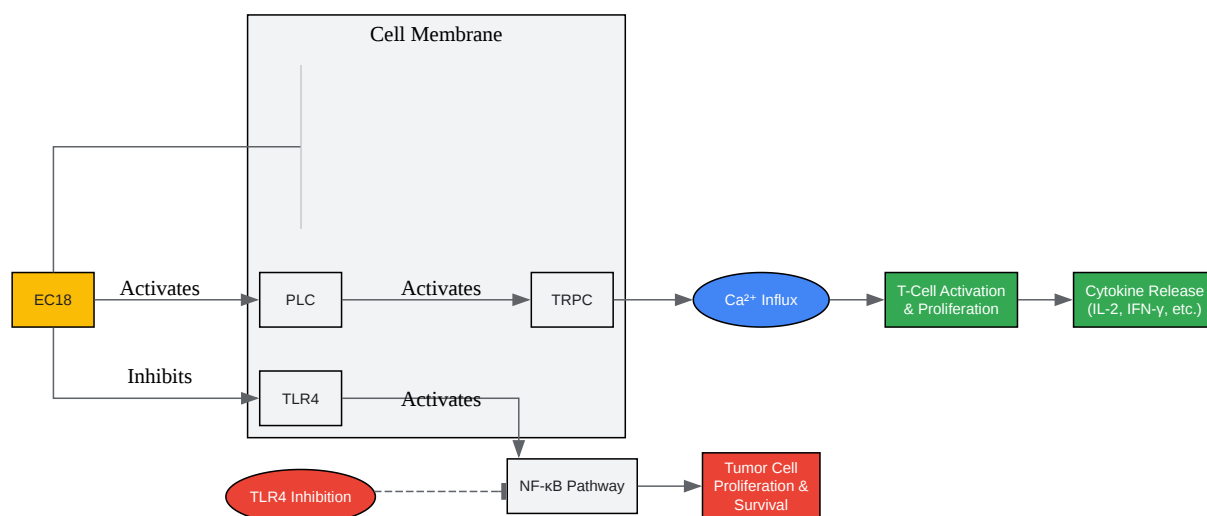 Cell Membrane
EC18
Activates
PLC
Activates
TRPC
Ca²⁺ Influx
T-Cell Activation
& Proliferation
Cytokine Release
(IL-2, IFN-γ, etc.)
Inhibits
TLR4
Activates
TLR4 Inhibition
NF-κB Pathway
Tumor Cell
Proliferation &
Survival